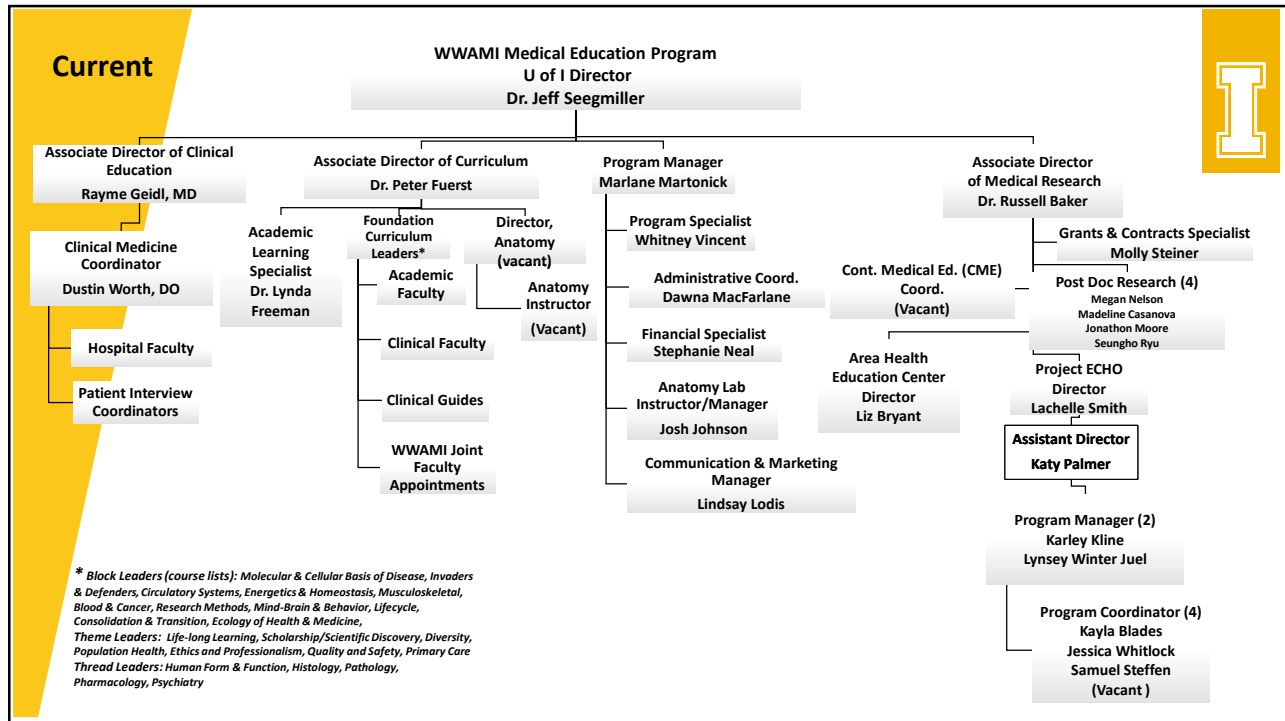 Current
WWAMI Medical Education Program
U of I Director
Dr. Jeff Seegmiller
I
Associate Director of Clinical
Education
Rayme Geidl, MD
Clinical Medicine
Coordinator
Dustin Worth, DO
Hospital Faculty
Patient Interview
Coordinators
Associate Director of Curriculum
Dr. Peter Fuerst
Academic
Learning
Specialist
Dr. Lynda
Freeman
Foundation
Curriculum
Leaders*
Academic
Faculty
Clinical Faculty
Clinical Guides
WWAMI Joint
Faculty
Appointments
Director,
Anatomy
(vacant)
Anatomy
Instructor
(Vacant)
Program Manager
Marlane Martonick
Program Specialist
Whitney Vincent
Administrative Coord.
Dawna MacFarlane
Financial Specialist
Stephanie Neal
Anatomy Lab
Instructor/Manager
Josh Johnson
Communication & Marketing
Manager
Lindsay Lodis
Associate Director
of Medical Research
Dr. Russell Baker
Grants & Contracts Specialist
Molly Steiner
Cont. Medical Ed. (CME)
Coord.
(Vacant)
Post Doc Research (4)
Megan Nelson
Madeline Casanova
Jonathon Moore
Seungho Ryu
Area Health
Education Center
Director
Liz Bryant
Project ECHO
Director
Lachelle Smith
Assistant Director
Katy Palmer
Program Manager (2)
Karley Kline
Lynsey Winter Juel
Program Coordinator (4)
Kayla Blades
Jessica Whitlock
Samuel Steffen
(Vacant )
* Block Leaders (course lists): Molecular & Cellular Basis of Disease, Invaders
& Defenders, Circulatory Systems, Energetics & Homeostasis, Musculoskeletal,
Blood & Cancer, Research Methods, Mind-Brain & Behavior, Lifecycle,
Consolidation & Transition, Ecology of Health & Medicine,
Theme Leaders: Life-long Learning, Scholarship/Scientific Discovery, Diversity,
Population Health, Ethics and Professionalism, Quality and Safety, Primary Care
Thread Leaders: Human Form & Function, Histology, Pathology,
Pharmacology, Psychiatry